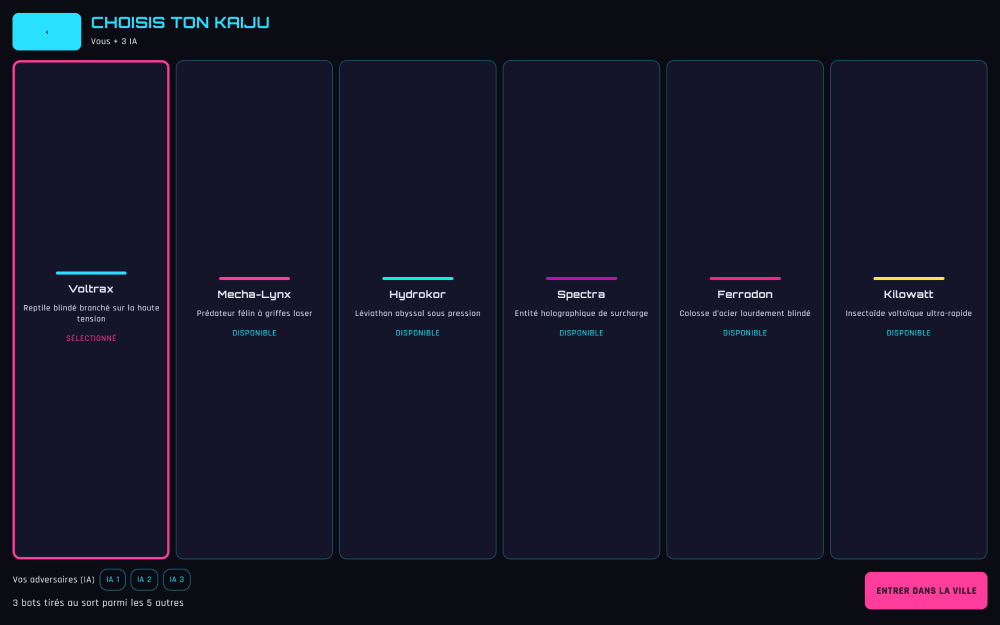 CHOISIS TON KAIJU
Vous + 3 IA
Voltrax
Reptile blindé branché sur la haute
tension
SÉLECTIONNÉ
Mecha-Lynx
Prédateur félin à griffes laser
DISPONIBLE
Hydrokor
Léviathan abyssal sous pression
DISPONIBLE
Spectra
Entité holographique de surcharge
DISPONIBLE
Ferrodon
Colosse d'acier lourdement blindé
DISPONIBLE
Kilowatt
Insectoïde voltaïque ultra-rapide
DISPONIBLE
Vos adversaires (IA) IA 1 IA 2 IA 3
3 bots tirés au sort parmi les 5 autres
ENTRER DANS LA VILLE